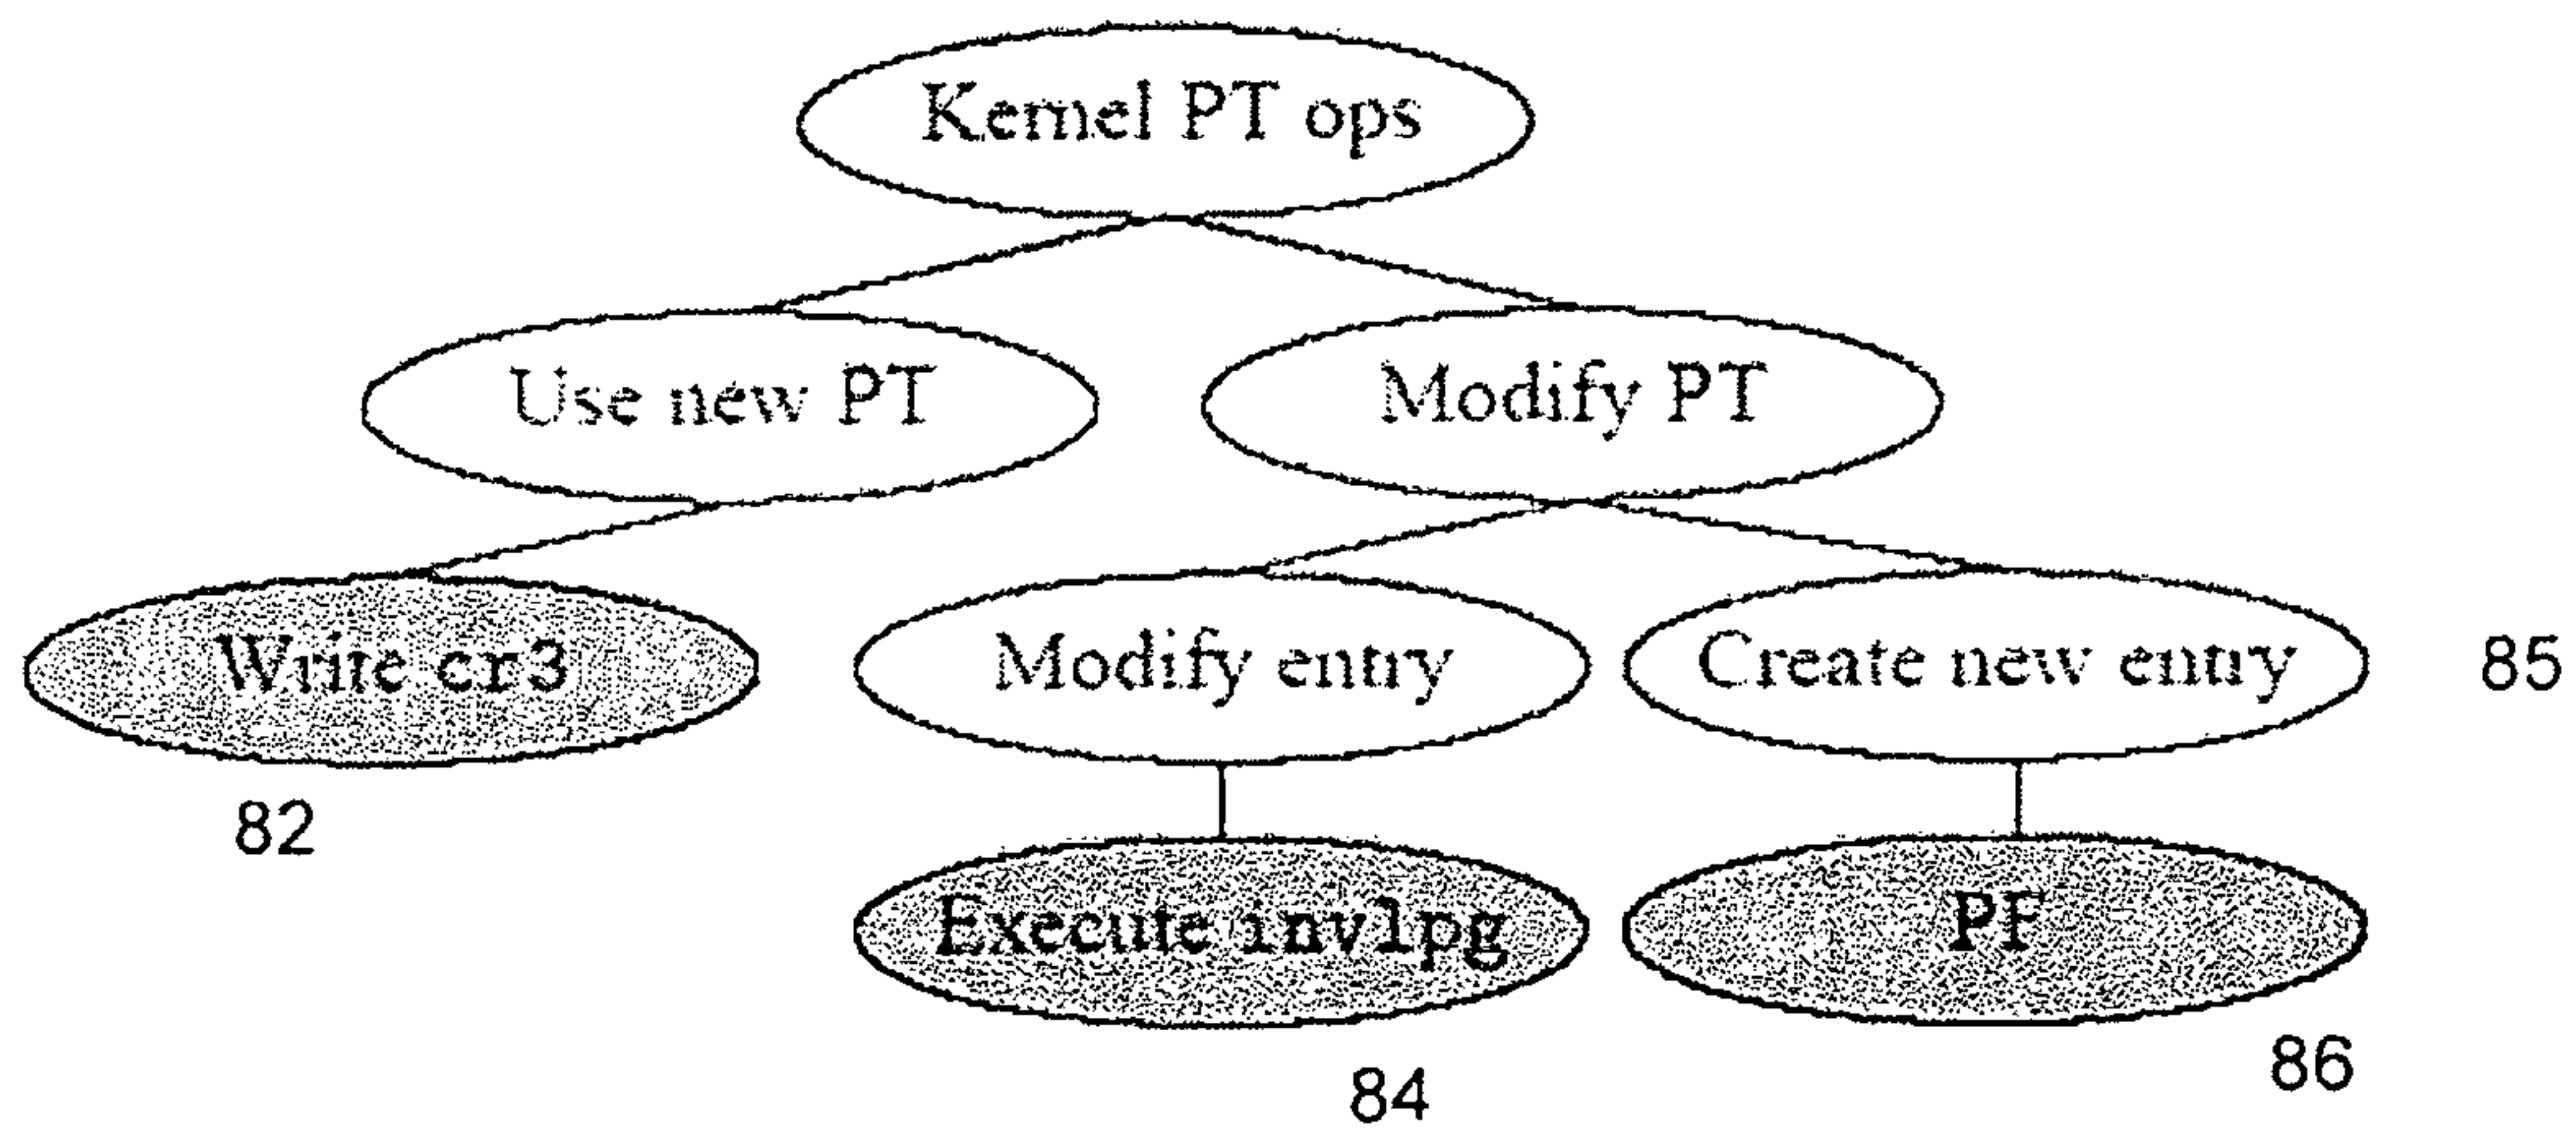 Kernel PT ops
Use new PT
Modify PT
Write cr3
Modify entry
Create new entry
85
82
Execute invlpg
PF
84
86